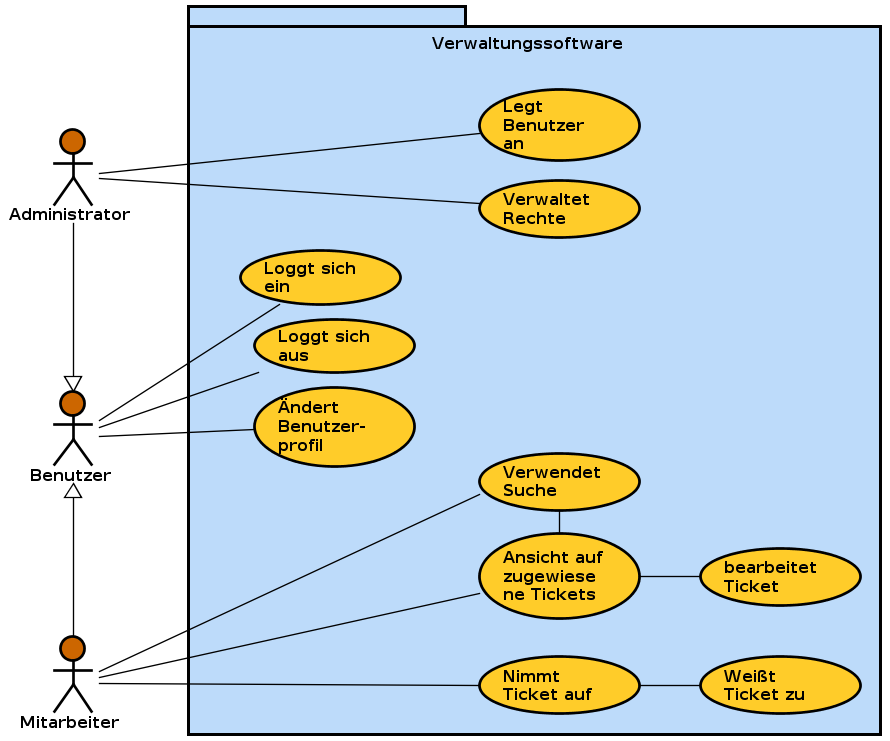 Verwaltungssoftware
Legt
Benutzer
an
Administrator
Verwaltet
Rechte
Loggt sich
ein
Loggt sich
aus
Ändert
Benutzer-
profil
Benutzer
Verwendet
Suche
Ansicht auf
zugewiese
ne Tickets
bearbeitet
Ticket
Nimmt
Ticket auf
Weißt
Ticket zu
Mitarbeiter